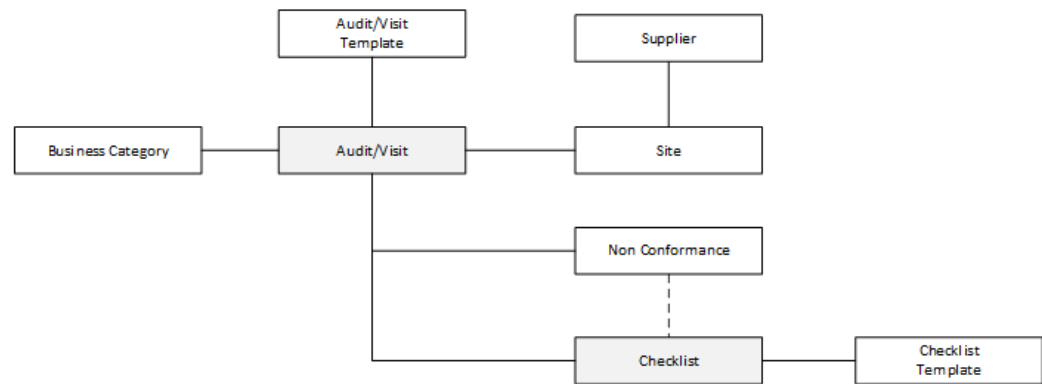 Audit/Visit
Template
Supplier
Business Category
Audit/Visit
Site
Non Conformance
Checklist
Checklist
Template